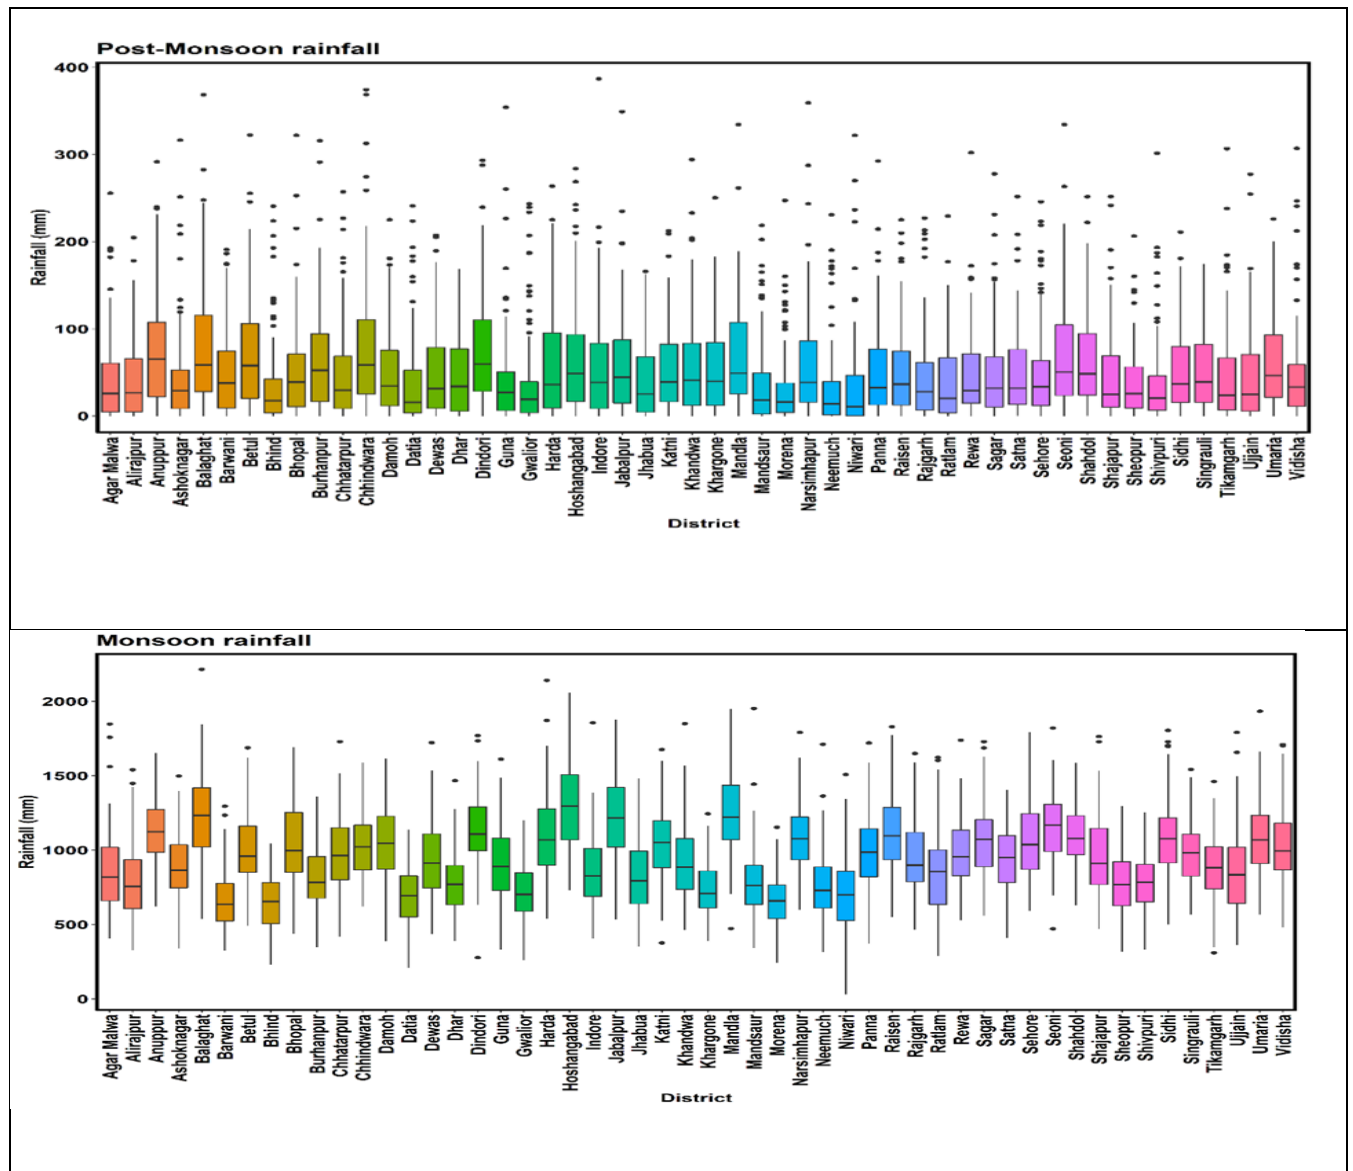 Post-Monsoon rainfall
400
300
200
100
0
Rainfall (mm)
Agar Malwa
Alirajpur
Anuppur
Ashoknagar
Balaghat
Barwani
Betul
Bhind
Bhopal
Burhanpur
Chhatarpur
Chhindwara
Damoh
Datia
Dewas
Dhar
Dindori
Guna
Gwalior
Harda
Hoshangabad
Indore
Jabalpur
Jhabua
Katni
Khandwa
Khargone
Mandla
Mandsaur
Morena
Narsimhapur
Neemuch
Niwari
Panna
Raisen
Rajgarh
Ratlam
Rewa
Sagar
Satna
Sehore
Seoni
Shahdol
Shajapur
Sheopur
Shivpuri
Sidhi
Singrauli
Tikamgarh
Ujjain
Umaria
Vidisha
District
Monsoon rainfall
2000
1500
1000
500
0
Rainfall (mm)
Agar Malwa
Alirajpur
Anuppur
Ashoknagar
Balaghat
Barwani
Betul
Bhind
Bhopal
Burhanpur
Chhatarpur
Chhindwara
Damoh
Datia
Dewas
Dhar
Dindori
Guna
Gwalior
Harda
Hoshangabad
Indore
Jabalpur
Jhabua
Katni
Khandwa
Khargone
Mandla
Mandsaur
Morena
Narsimhapur
Neemuch
Niwari
Panna
Raisen
Rajgarh
Ratlam
Rewa
Sagar
Satna
Sehore
Seoni
Shahdol
Shajapur
Sheopur
Shivpuri
Sidhi
Singrauli
Tikamgarh
Ujjain
Umaria
Vidisha
District